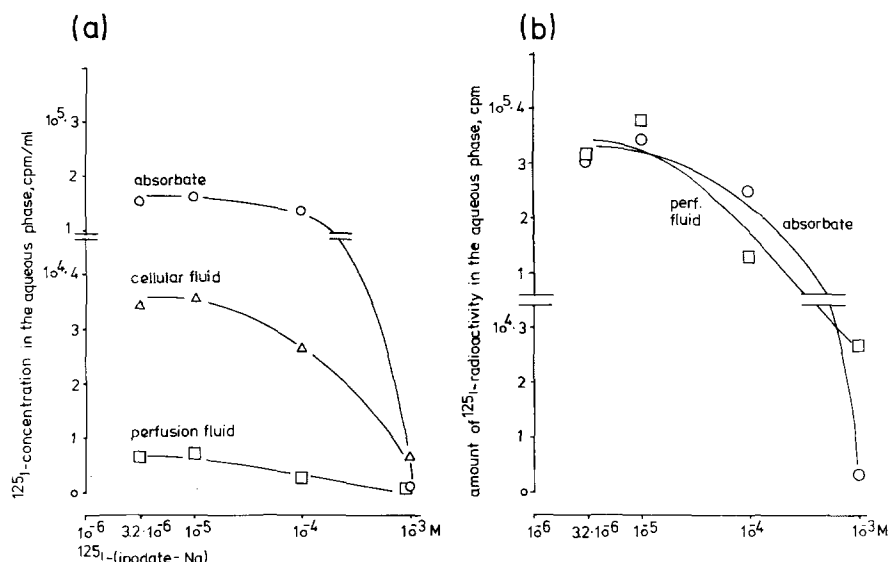 (a)
¹²⁵I-concentration in the aqueous phase, cpm/ml
10⁵·3
2
1
10⁴·4
3
2
1
0
absorbate
cellular fluid
perfusion fluid
10⁻⁶
3.2·10⁻⁶
10⁻⁵
10⁻⁴
10⁻³ M
¹²⁵I-(ipodate-Na)
(b)
amount of ¹²⁵I-radioactivity in the aqueous phase, cpm
10⁵·4
3
2
1
10⁴·3
2
1
0
perf.
fluid
absorbate
10⁻⁶
3.2·10⁻⁶
10⁻⁵
10⁻⁴
10⁻³ M